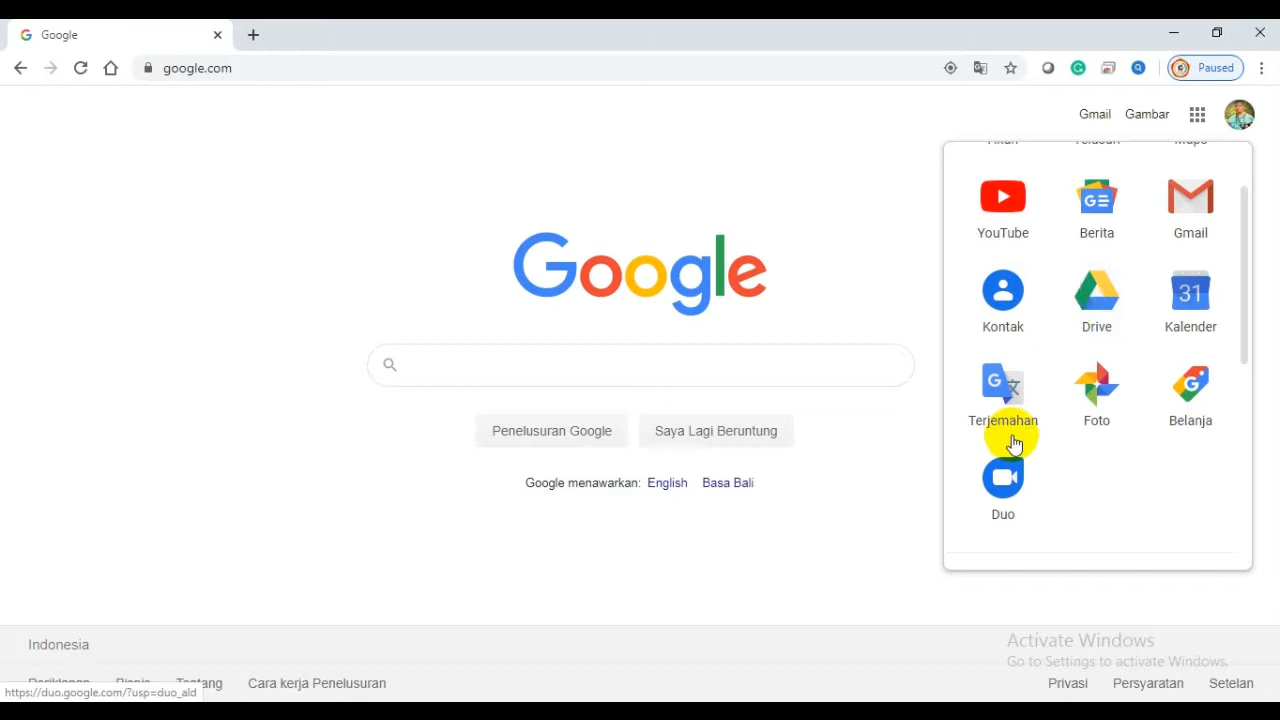 Google
google.com
Paused
Gmail Gambar
YouTube Berita Gmail
Google
Kontak Drive Kalender
31
Terjemahan Foto Belanja
Penelusuran Google Saya Lagi Beruntung
Google menawarkan: English Basa Bali
Duo
Indonesia
Activate Windows
Go to Settings to activate Windows.
Tentang Cara kerja Penelusuran Privasi Persyaratan Setelan
https://duo.google.com/?usp=duo_ald